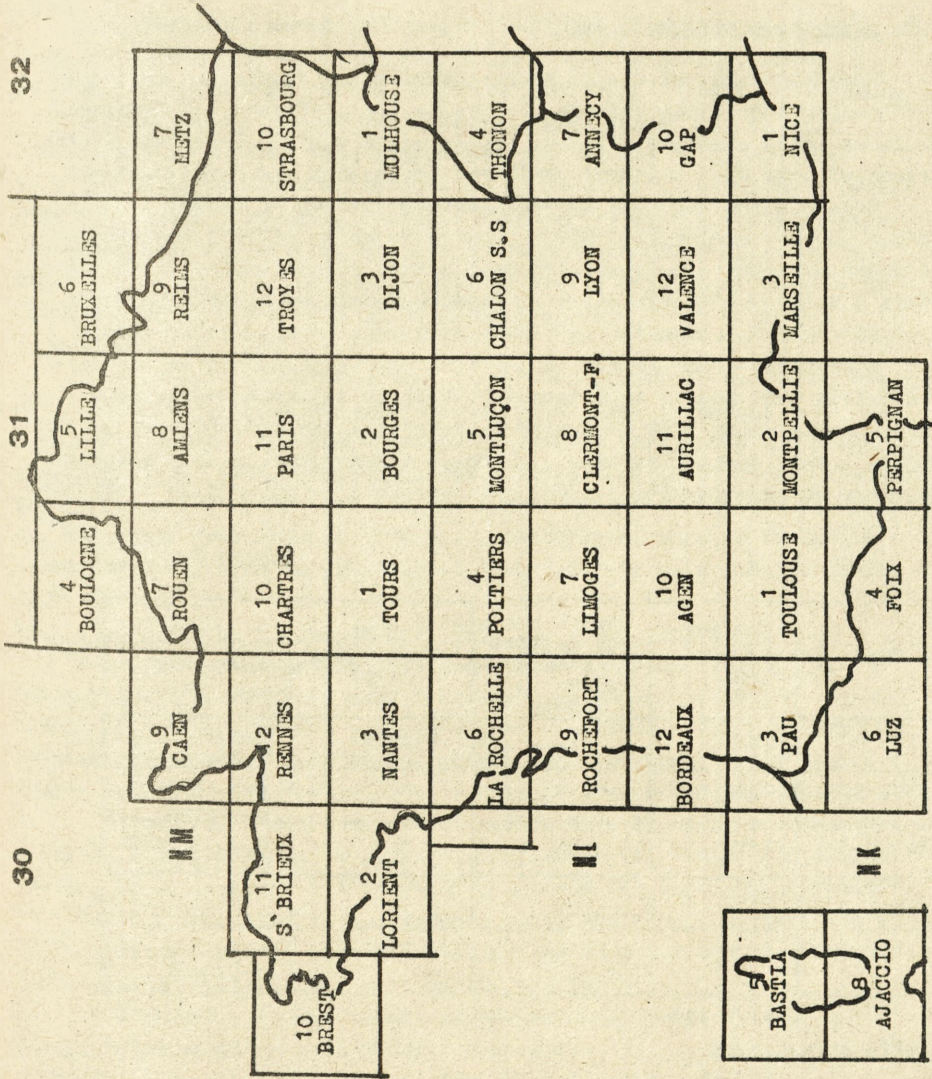 30
31
32
4
BOULOGNE
5
LILLE
6
BRUXELLES
NM
9
CAEN
7
ROUEN
8
AMIENS
9
REIMS
7
METZ
10
BREST
11
S' BRIEUX
12
RENNES
10
CHARTRES
11
PARIS
12
TROYES
10
STRASBOURG
2
LORIENT
3
NANTES
1
TOURS
2
BOURGES
3
DIJON
1
MULHOUSE
6
LA ROCHELLE
4
POITIERS
5
MONTLUÇON
6
CHALON S.S
4
THONON
NL
9
ROCHEFORT
7
LIMOGES
8
CLERMONT-F.
9
LYON
7
ANNECY
12
BORDEAUX
10
AGEN
11
AURILLAC
12
VALENCE
10
GAP
5
BASTIA
3
PAU
1
TOULOUSE
2
MONTPELLIE
3
MARSEILLE
1
NICE
NK
8
AJACCIO
6
LUZ
4
FOIX
5
PERPIGNAN